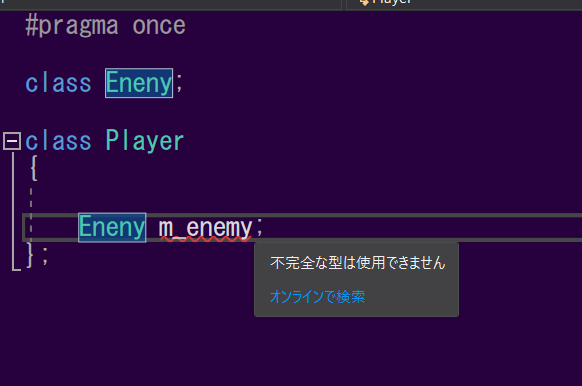 Player
#pragma once
class Eneny;
class Player
{
Eneny m_enemy;
};
不完全な型は使用できません
オンラインで検索